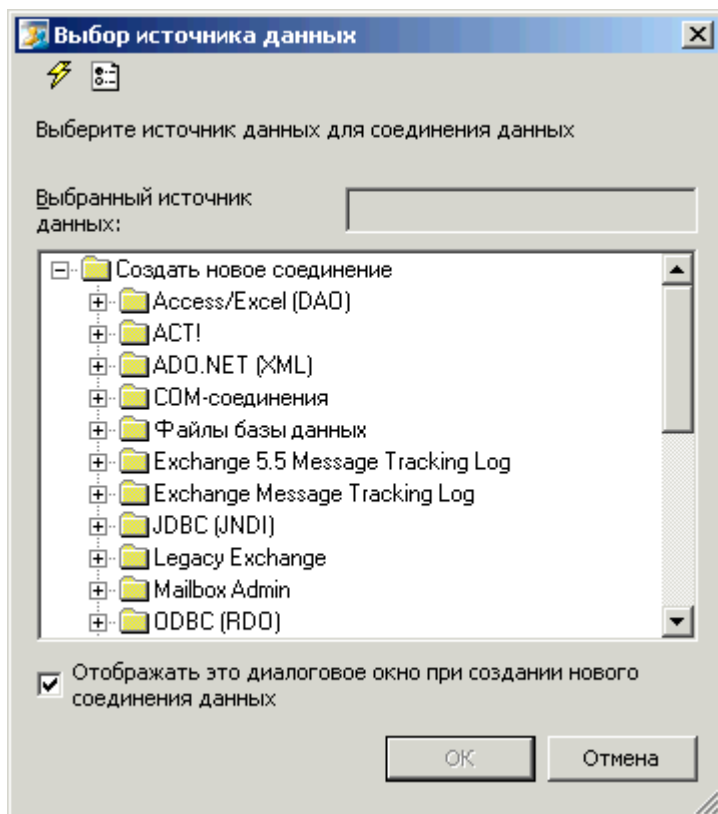 Выбор источника данных
Выберите источник данных для соединения данных
Выбранный источник
данных:
Создать новое соединение
Access/Excel (DAO)
ACT!
ADO.NET (XML)
COM-соединения
Файлы базы данных
Exchange 5.5 Message Tracking Log
Exchange Message Tracking Log
JDBC (JNDI)
Legacy Exchange
Mailbox Admin
ODBC (RDO)
Отображать это диалоговое окно при создании нового
соединения данных
OK Отмена